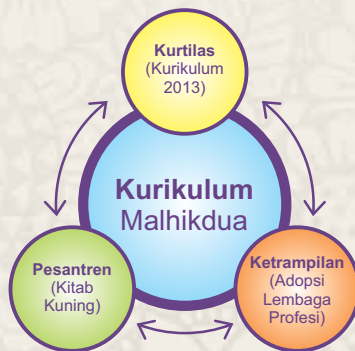 Kurtilas
(Kurikulum
2013)
Kurikulum
Malhikdua
Pesantren
(Kitab
Kuning)
Ketrampilan
(Adopsi
Lembaga
Profesi)